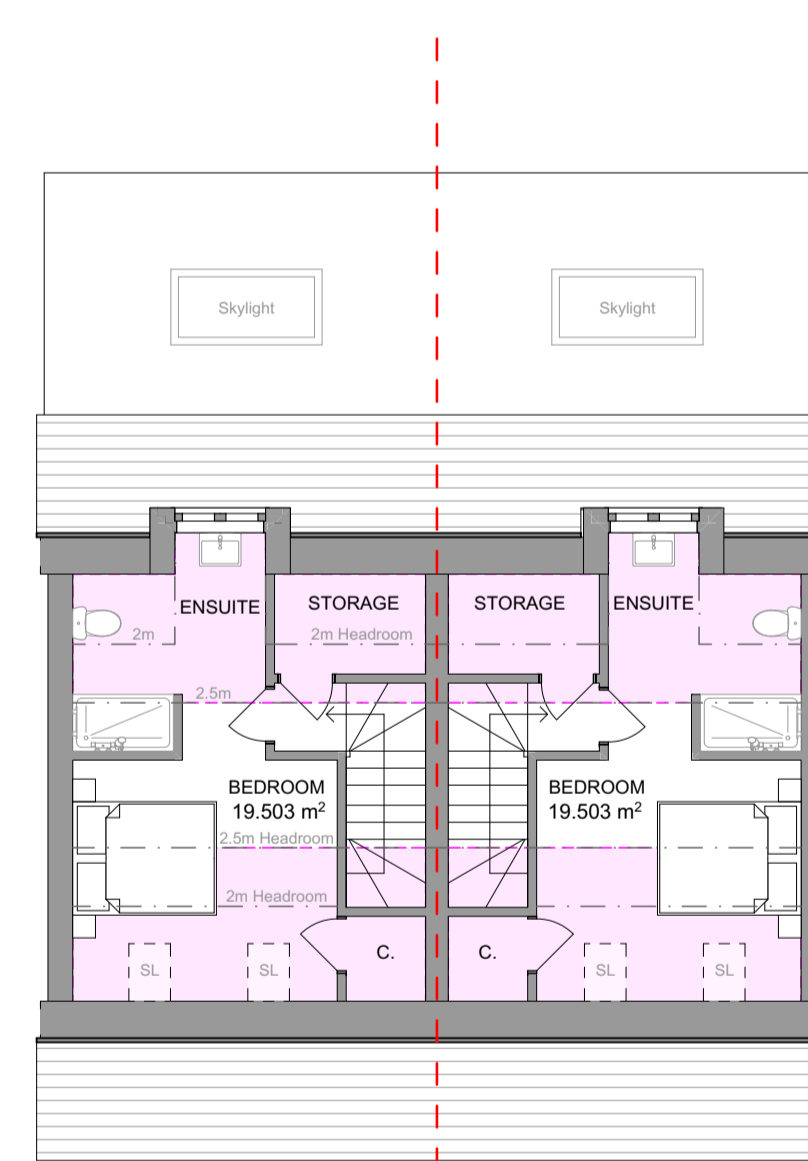 Skylight
Skylight
ENSUITE
STORAGE
STORAGE
ENSUITE
2m
2m Headroom
2.5m
BEDROOM
19.503 m²
BEDROOM
19.503 m²
2.5m Headroom
2m Headroom
C.
C.
SL
SL
SL
SL